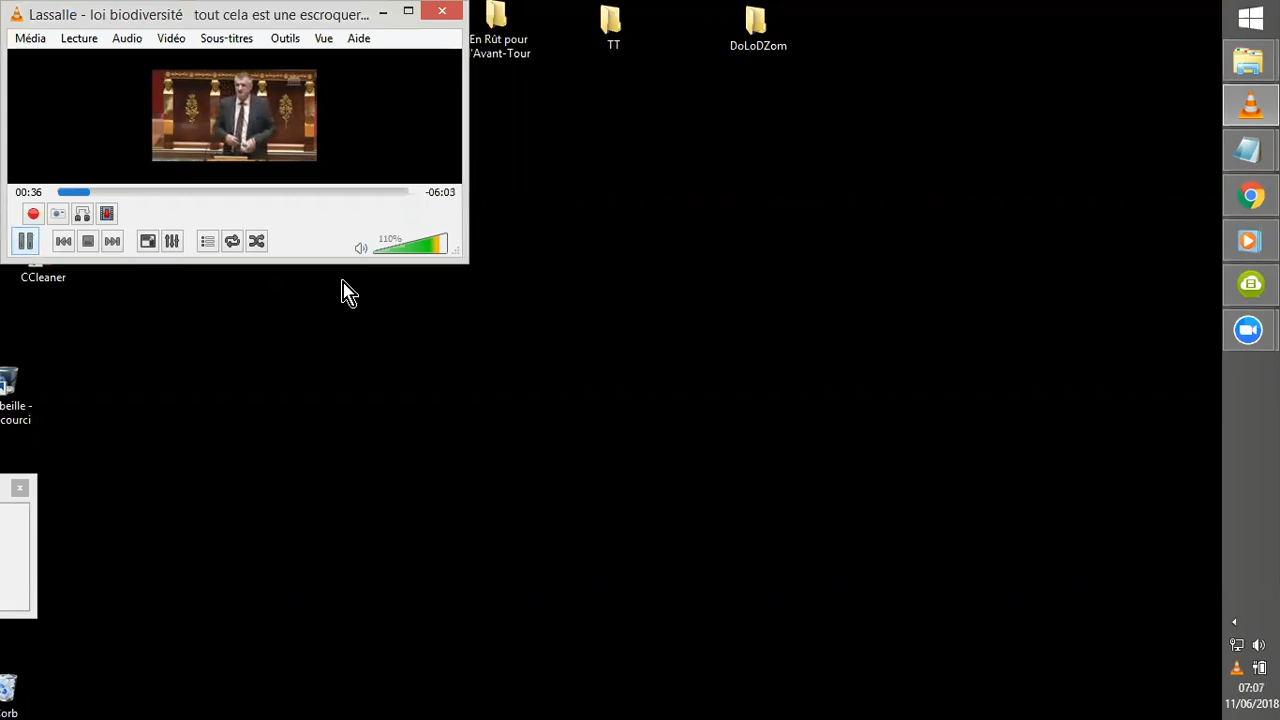 Lassalle - loi biodiversité   tout cela est une escroquer...
Média Lecture Audio Vidéo Sous-titres Outils Vue Aide
00:36 -06:03
110%
En Rût pour
'Avant-Tour
TT
DoLoDZom
CCleaner
beille -
courci
orb
07:07
11/06/2018